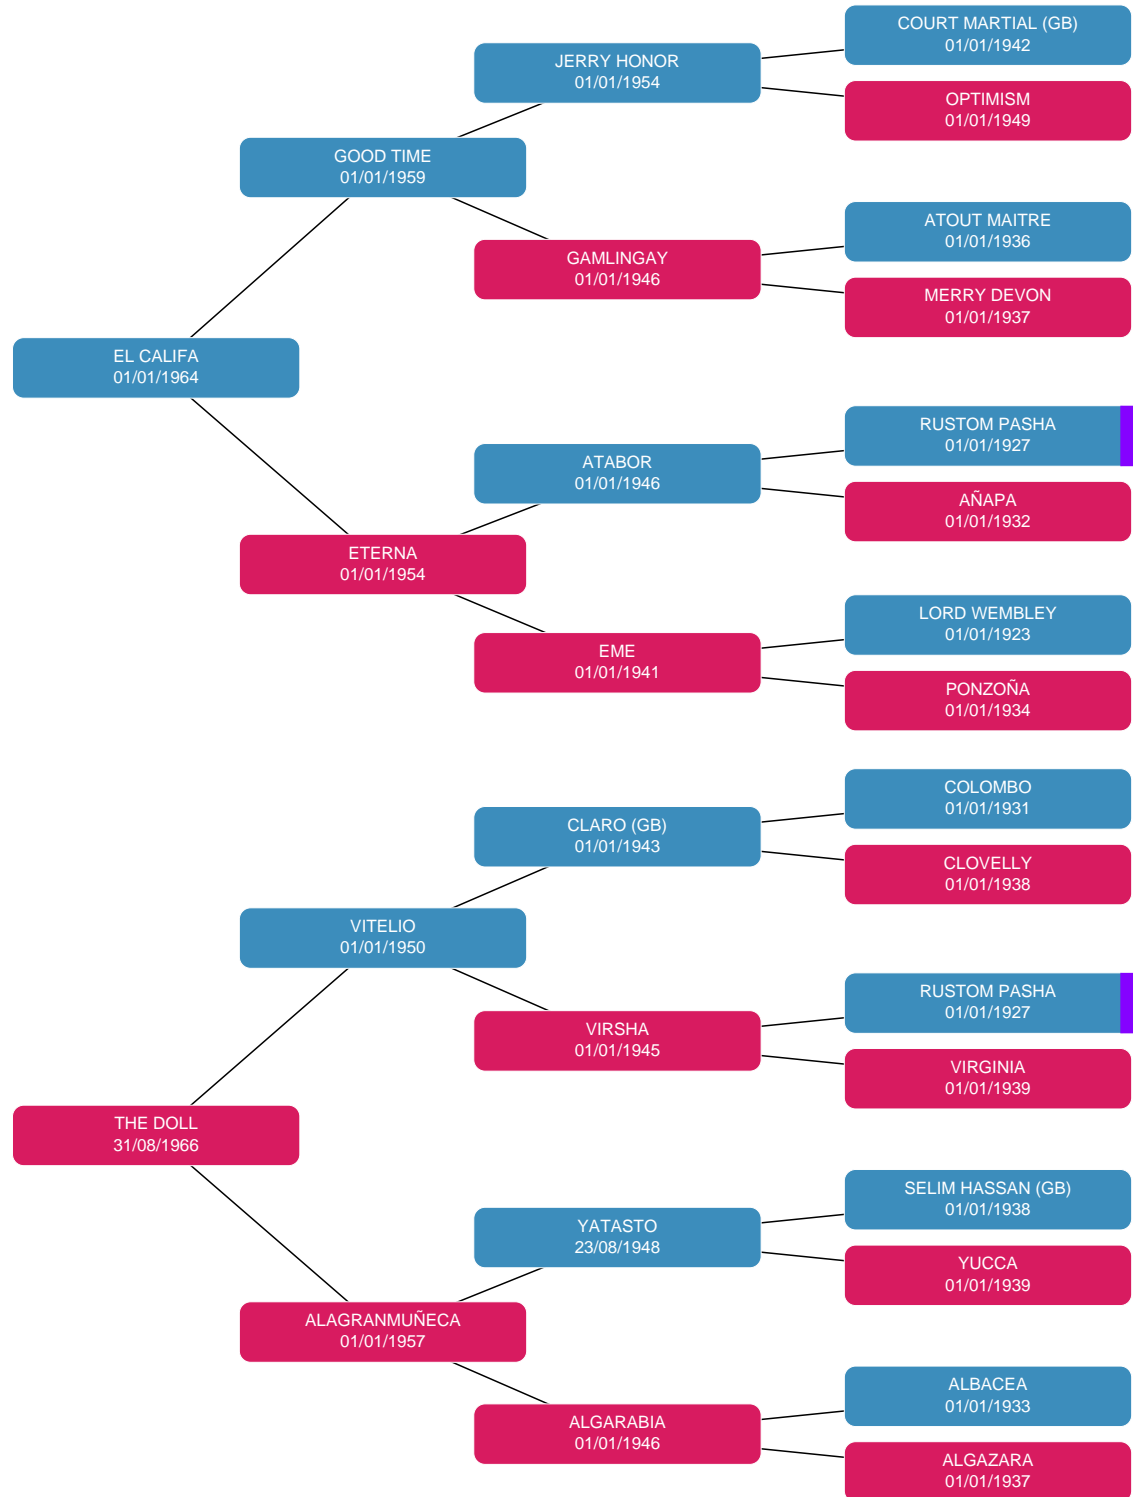 COURT MARTIAL (GB)
01/01/1942
JERRY HONOR
01/01/1954
OPTIMISM
01/01/1949
GOOD TIME
01/01/1959
ATOUT MAITRE
01/01/1936
GAMLINGAY
01/01/1946
MERRY DEVON
01/01/1937
EL CALIFA
01/01/1964
RUSTOM PASHA
01/01/1927
ATABOR
01/01/1946
AÑAPA
01/01/1932
ETERNA
01/01/1954
LORD WEMBLEY
01/01/1923
EME
01/01/1941
PONZOÑA
01/01/1934
COLOMBO
01/01/1931
CLARO (GB)
01/01/1943
CLOVELLY
01/01/1938
VITELIO
01/01/1950
RUSTOM PASHA
01/01/1927
VIRSHA
01/01/1945
VIRGINIA
01/01/1939
THE DOLL
31/08/1966
SELIM HASSAN (GB)
01/01/1938
YATASTO
23/08/1948
YUCCA
01/01/1939
ALAGRANMUÑECA
01/01/1957
ALBACEA
01/01/1933
ALGARABIA
01/01/1946
ALGAZARA
01/01/1937